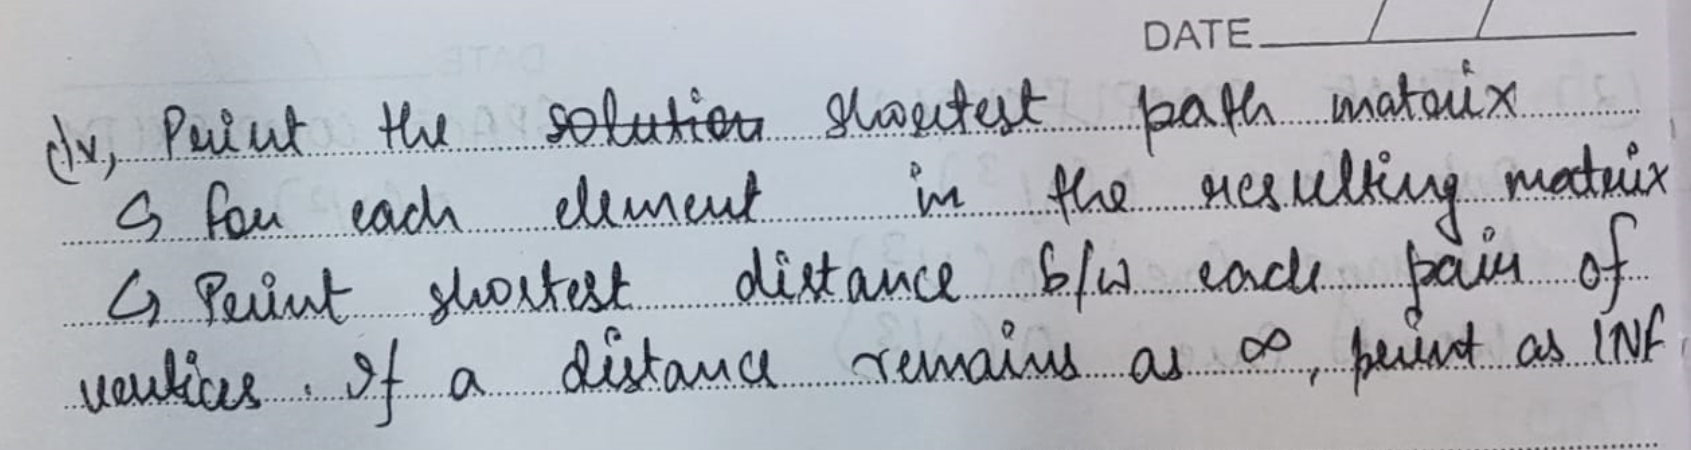 DATE / /
iv, Print the solution shortest path matrix
↳ for each element in the resulting matrix
↳ Print shortest distance b/w each pair of
vertices. If a distance remains as ∞, print as INF